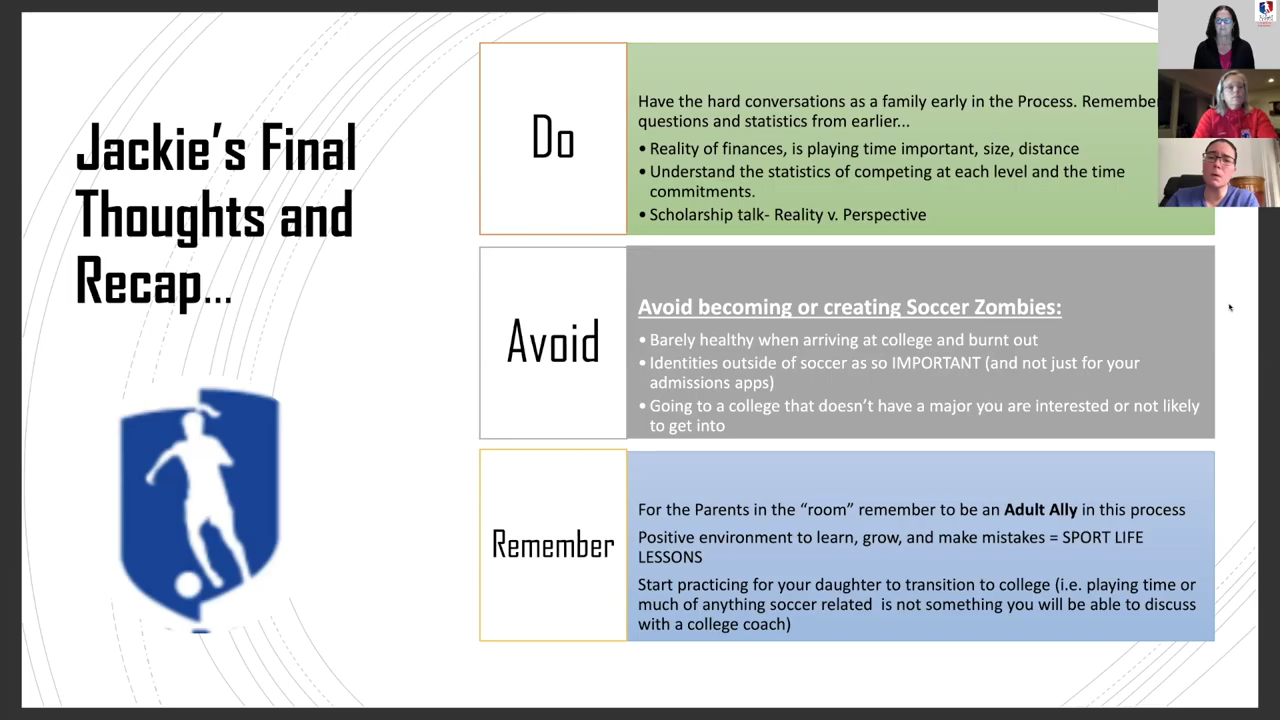 Jackie's Final
Thoughts and
Recap...
Do
Have the hard conversations as a family early in the Process. Remember
questions and statistics from earlier...
• Reality of finances, is playing time important, size, distance
• Understand the statistics of competing at each level and the time
commitments.
• Scholarship talk- Reality v. Perspective
Avoid
Avoid becoming or creating Soccer Zombies:
• Barely healthy when arriving at college and burnt out
• Identities outside of soccer as so IMPORTANT (and not just for your
admissions apps)
• Going to a college that doesn't have a major you are interested or not likely
to get into
Remember
For the Parents in the “room” remember to be an Adult Ally in this process
Positive environment to learn, grow, and make mistakes = SPORT LIFE
LESSONS
Start practicing for your daughter to transition to college (i.e. playing time or
much of anything soccer related is not something you will be able to discuss
with a college coach)